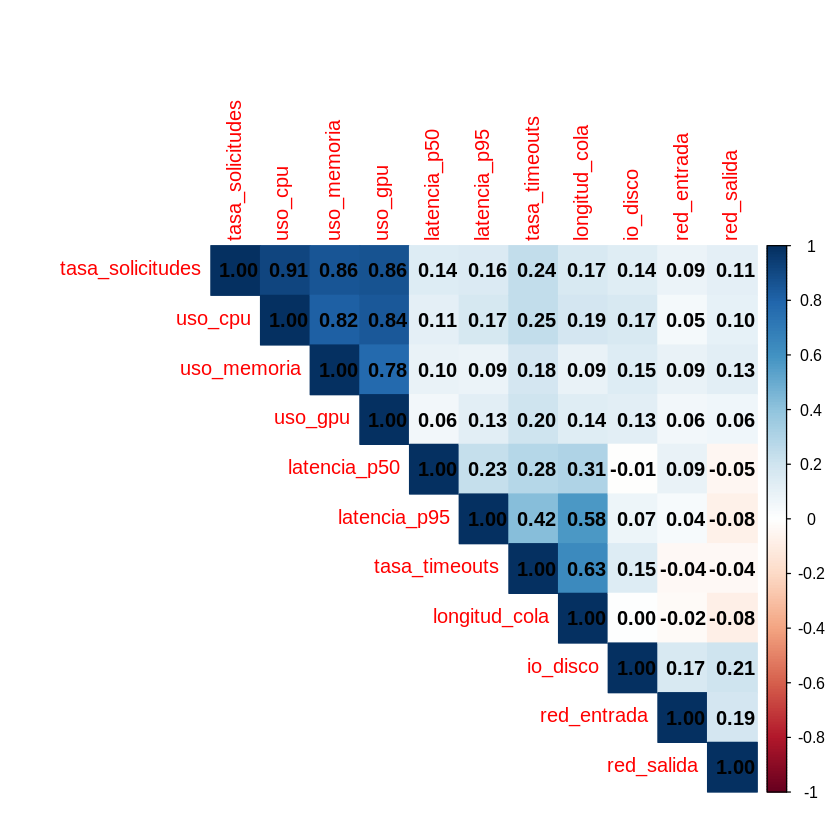 tasa_solicitudes
uso_cpu
uso_memoria
uso_gpu
latencia_p50
latencia_p95
tasa_timeouts
longitud_cola
io_disco
red_entrada
red_salida
tasa_solicitudes 1.00 0.91 0.86 0.86 0.14 0.16 0.24 0.17 0.14 0.09 0.11
uso_cpu 1.00 0.82 0.84 0.11 0.17 0.25 0.19 0.17 0.05 0.10
uso_memoria 1.00 0.78 0.10 0.09 0.18 0.09 0.15 0.09 0.13
uso_gpu 1.00 0.06 0.13 0.20 0.14 0.13 0.06 0.06
latencia_p50 1.00 0.23 0.28 0.31 -0.01 0.09 -0.05
latencia_p95 1.00 0.42 0.58 0.07 0.04 -0.08
tasa_timeouts 1.00 0.63 0.15 -0.04 -0.04
longitud_cola 1.00 0.00 -0.02 -0.08
io_disco 1.00 0.17 0.21
red_entrada 1.00 0.19
red_salida 1.00
1
0.8
0.6
0.4
0.2
0
-0.2
-0.4
-0.6
-0.8
-1